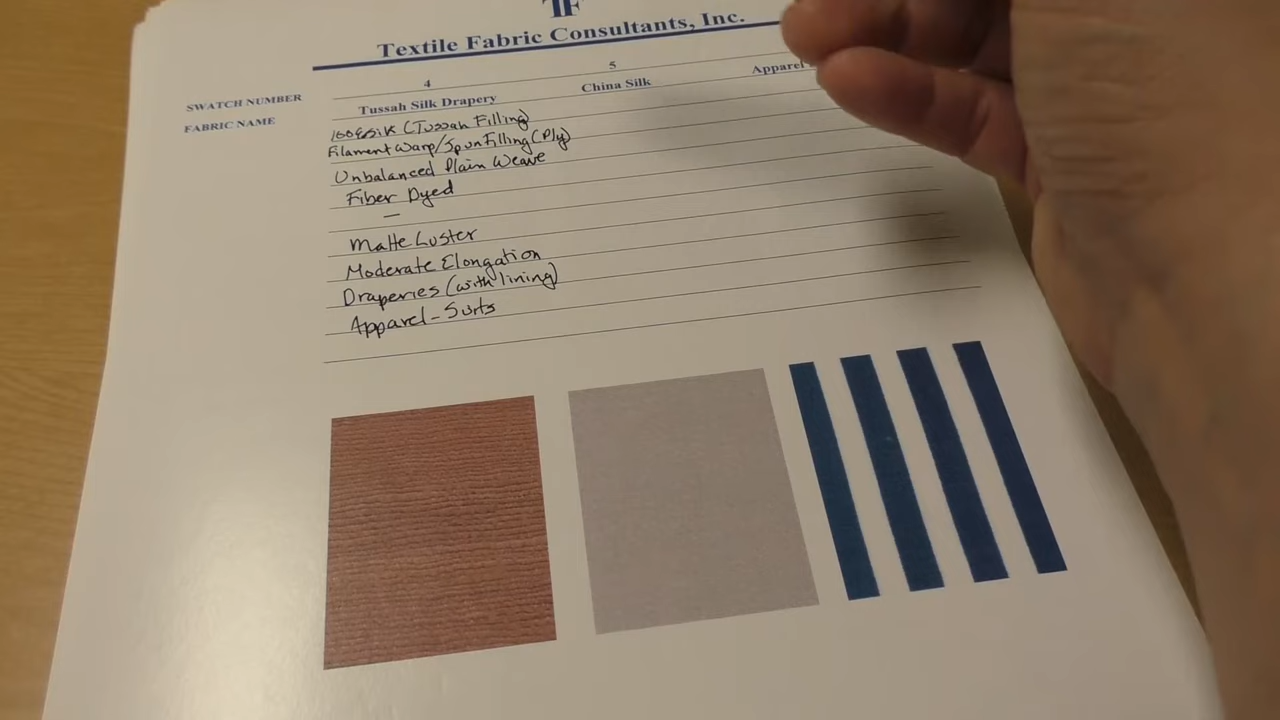 TF
Textile Fabric Consultants, Inc.
SWATCH NUMBER 4 5
FABRIC NAME Tussah Silk Drapery China Silk Apparel
100% Silk (Tussah Filling)
Filament Warp/Spun Filling (Ply)
Unbalanced Plain Weave
Fiber Dyed
—
Matte Luster
Moderate Elongation
Draperies (with lining)
Apparel - Suits